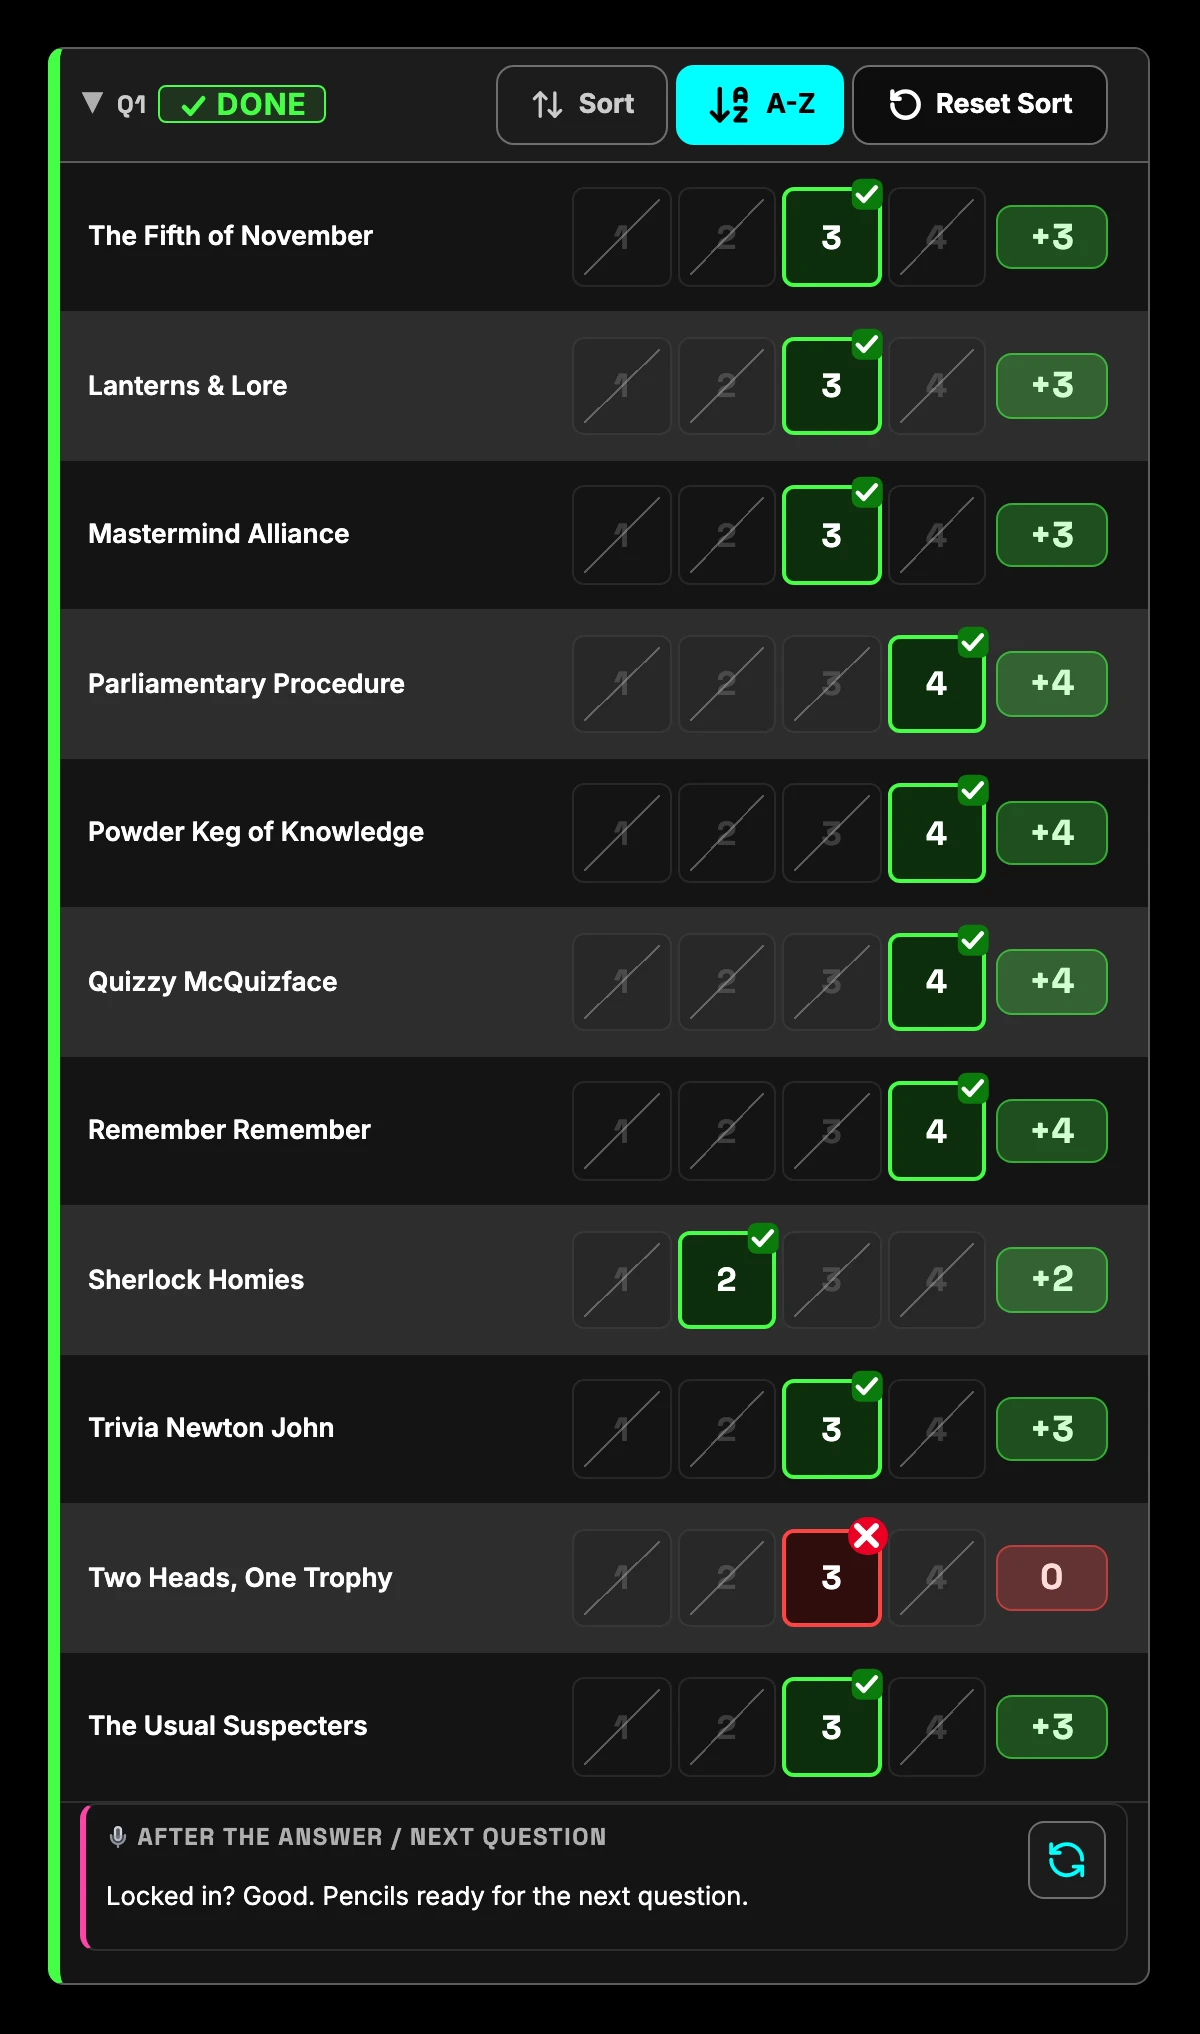 Q1 DONE Sort A-Z Reset Sort
The Fifth of November 1 2 3 4 +3
Lanterns & Lore 1 2 3 4 +3
Mastermind Alliance 1 2 3 4 +3
Parliamentary Procedure 1 2 3 4 +4
Powder Keg of Knowledge 1 2 3 4 +4
Quizzy McQuizface 1 2 3 4 +4
Remember Remember 1 2 3 4 +4
Sherlock Homies 1 2 3 4 +2
Trivia Newton John 1 2 3 4 +3
Two Heads, One Trophy 1 2 3 4 0
The Usual Suspecters 1 2 3 4 +3
AFTER THE ANSWER / NEXT QUESTION
Locked in? Good. Pencils ready for the next question.